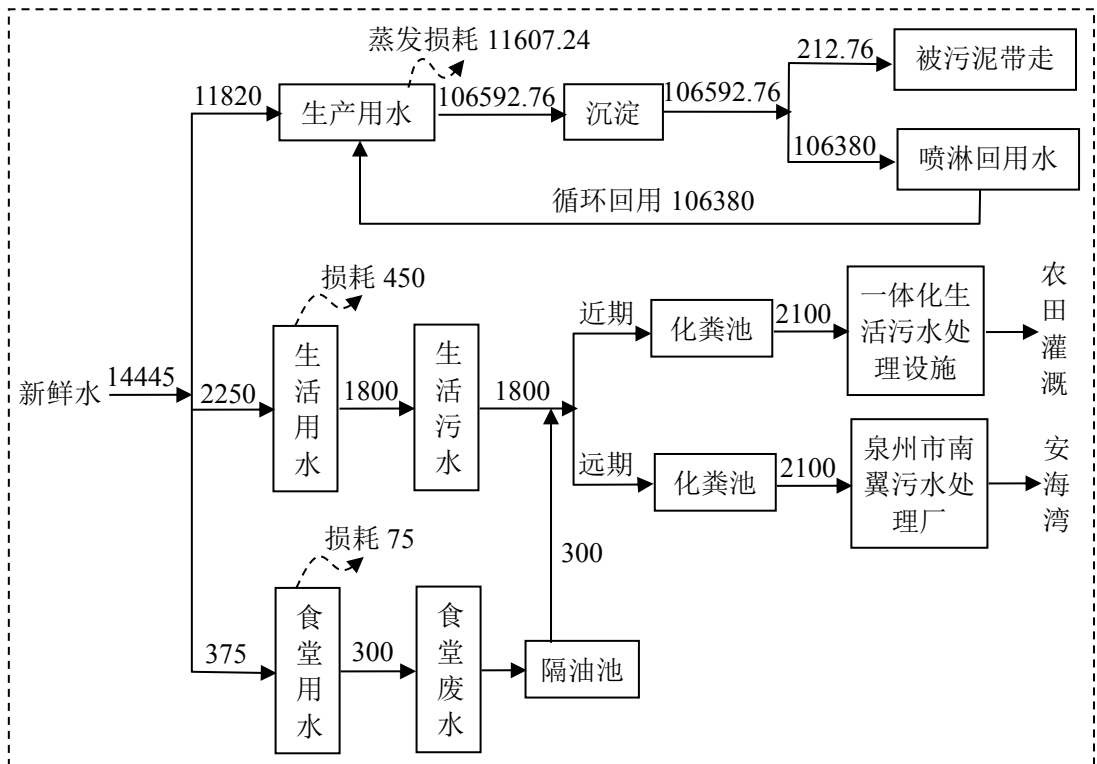 蒸发损耗 11607.24
11820
生产用水
106592.76
沉淀
106592.76
212.76
被污泥带走
106380
喷淋回用水
循环回用 106380
新鲜水
14445
损耗 450
2250
生活用水
1800
生活污水
1800
近期
化粪池
2100
一体化生
活污水处
理设施
农田灌溉
远期
化粪池
2100
泉州市南
翼污水处
理厂
安海湾
损耗 75
375
食堂用水
300
食堂废水
隔油池
300